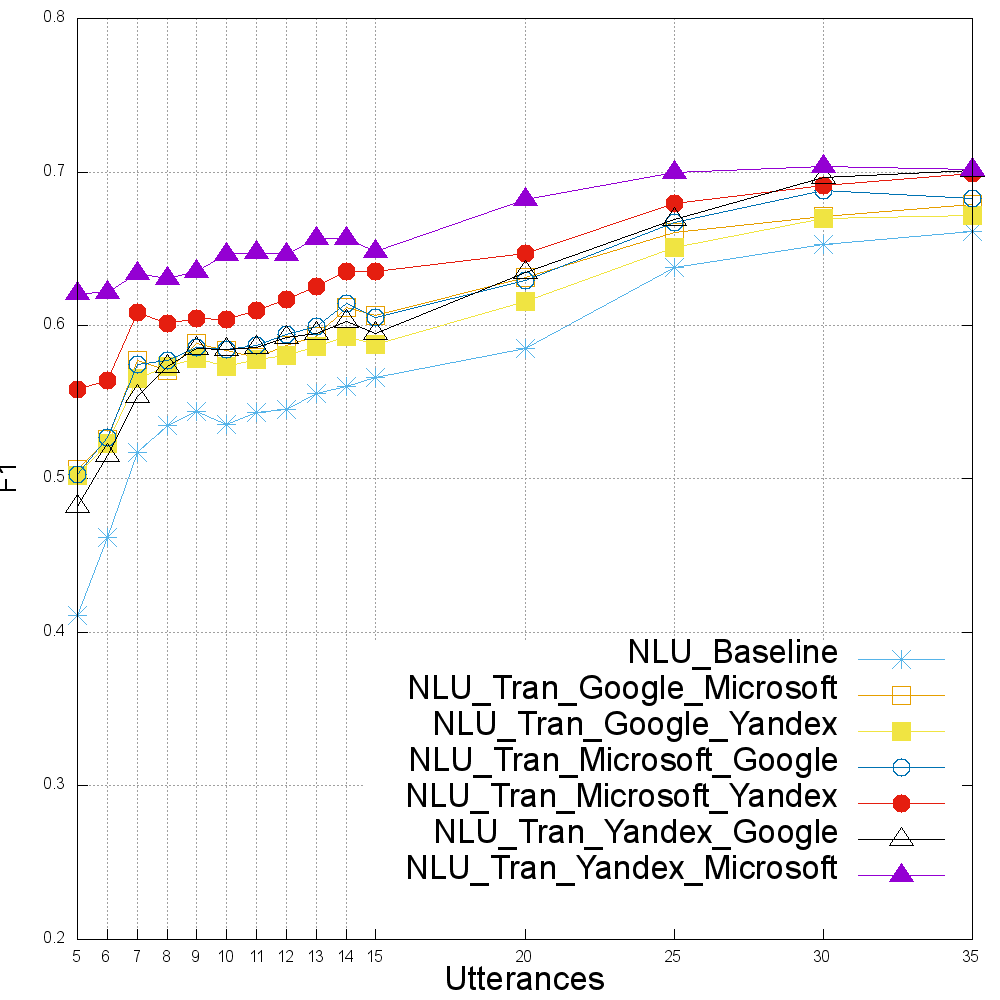 0.8
0.7
0.6
0.5
0.4
0.3
0.2
F1
NLU_Baseline
NLU_Tran_Google_Microsoft
NLU_Tran_Google_Yandex
NLU_Tran_Microsoft_Google
NLU_Tran_Microsoft_Yandex
NLU_Tran_Yandex_Google
NLU_Tran_Yandex_Microsoft
5 6 7 8 9 10 11 12 13 14 15 20 25 30 35
Utterances